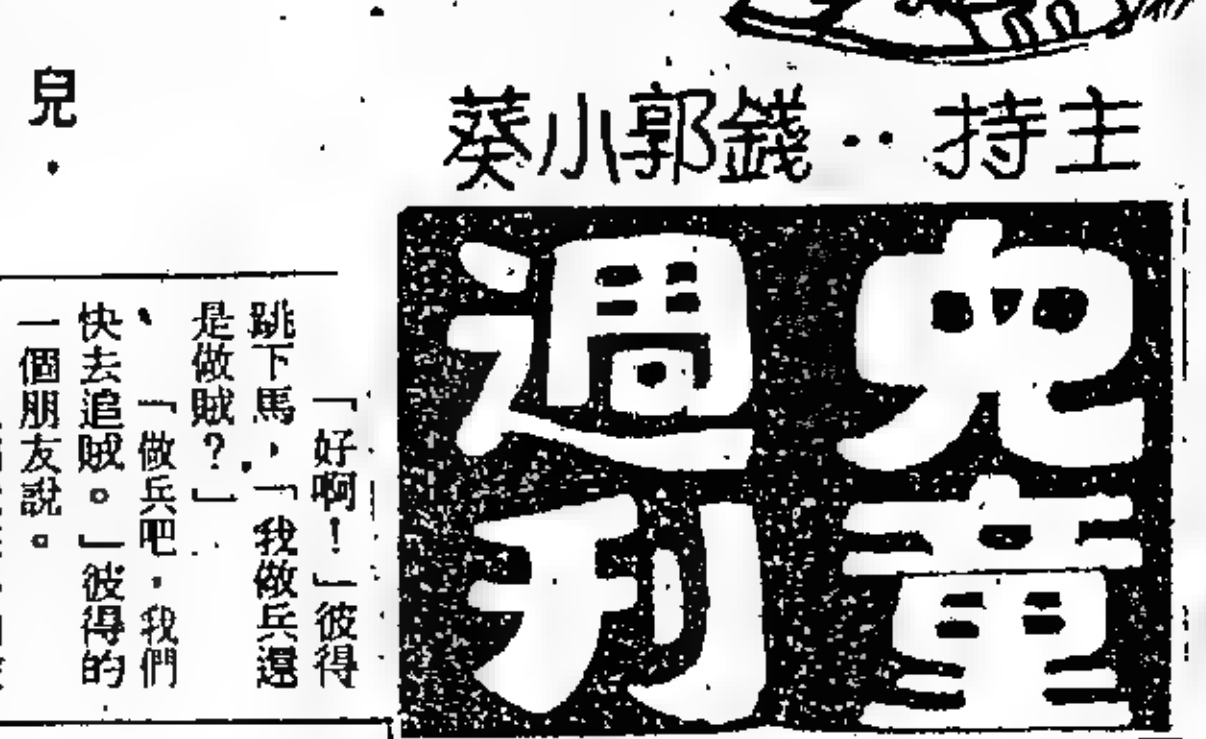 主持：錢郭小葵
兒童
週刊
「好啊！」彼得
跳下馬，「我做兵還
是做賊？」
「做兵吧，我們
快去追賊。」彼得的
一個朋友說。
兒